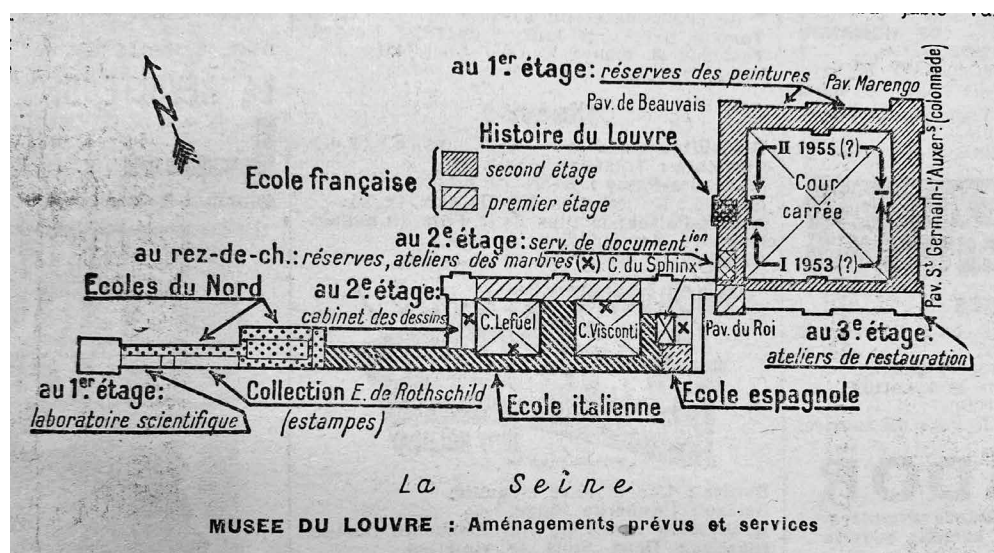 N
au 1er étage: réserves des peintures
Pav. Marengo
Pav. de Beauvais
Pav. St Germain-l'Auxers (colonnade)
Histoire du Louvre
II 1955 (?)
Cour
carrée
I 1953 (?)
Ecole française
second étage
premier étage
au 2e étage: serv. de documention
au rez-de-ch.: réserves, ateliers des marbres (x) C. du Sphinx
Ecoles du Nord
au 2e étage:
cabinet des dessins
C. Lefuel
C. Visconti
Pav. du Roi
au 3e étage:
ateliers de restauration
au 1er étage:
laboratoire scientifique
Collection E. de Rothschild
(estampes)
Ecole italienne
Ecole espagnole
La Seine
MUSEE DU LOUVRE : Aménagements prévus et services